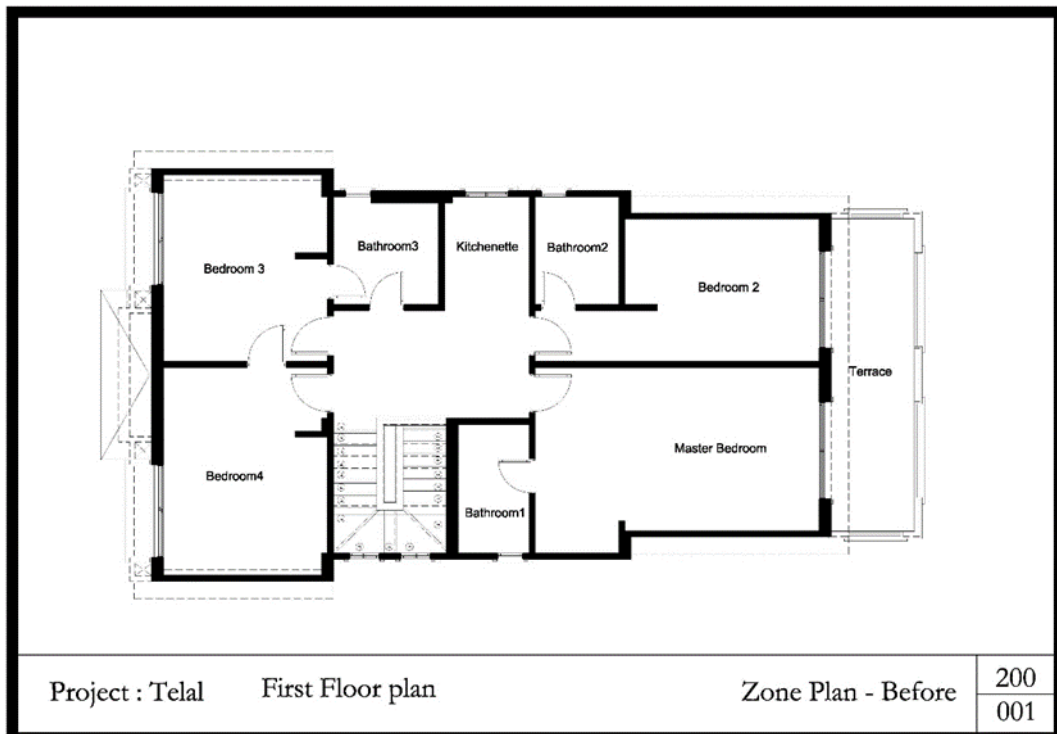 Bathroom3
Kitchenette
Bathroom2
Bedroom 3
Bedroom 2
Terrace
Master Bedroom
Bedroom4
Bathroom1
Project : Telal
First Floor plan
Zone Plan - Before
200
001